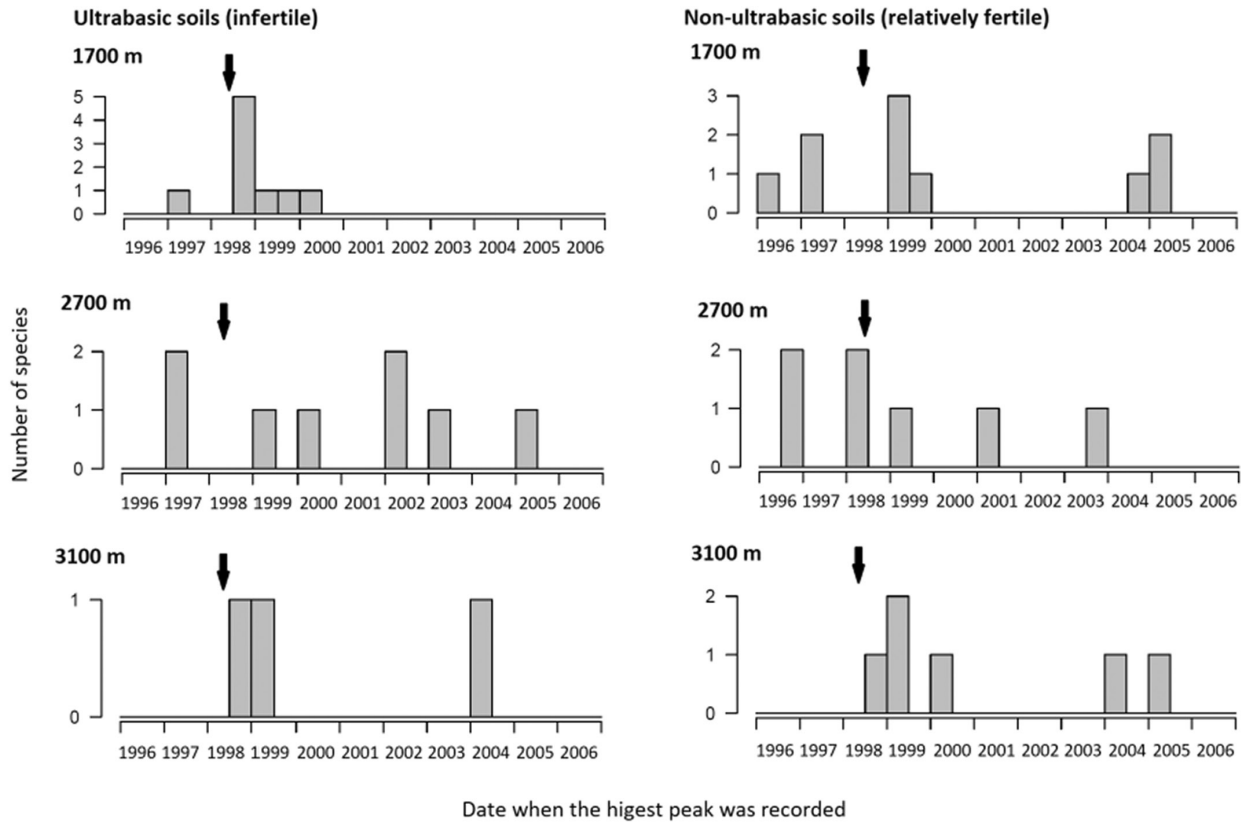 Ultrabasic soils (infertile)
Non-ultrabasic soils (relatively fertile)
1700 m
5
4
3
2
1
0
1996 1997 1998 1999 2000 2001 2002 2003 2004 2005 2006
1700 m
3
2
1
0
1996 1997 1998 1999 2000 2001 2002 2003 2004 2005 2006
Number of species
2700 m
2
1
0
1996 1997 1998 1999 2000 2001 2002 2003 2004 2005 2006
2700 m
2
1
0
1996 1997 1998 1999 2000 2001 2002 2003 2004 2005 2006
3100 m
1
0
1996 1997 1998 1999 2000 2001 2002 2003 2004 2005 2006
3100 m
2
1
0
1996 1997 1998 1999 2000 2001 2002 2003 2004 2005 2006
Date when the higest peak was recorded